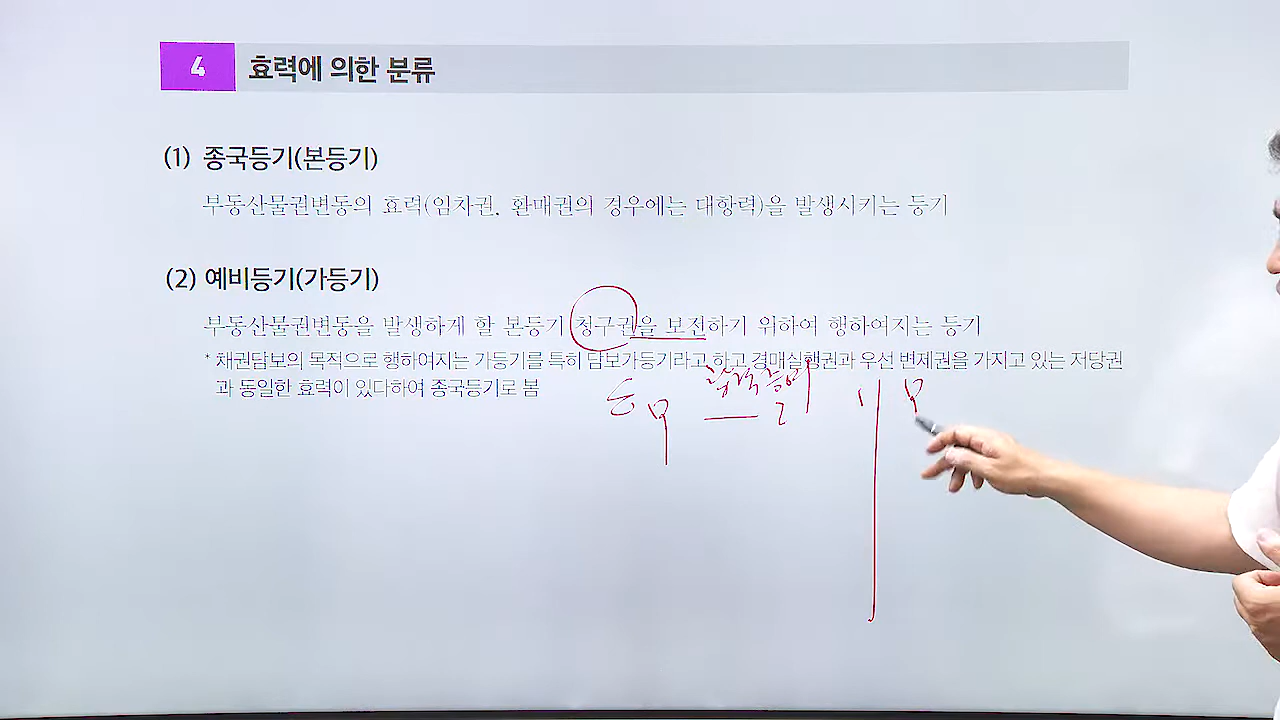 4 효력에 의한 분류
(1) 종국등기(본등기)
부동산물권변동의 효력(임차권, 환매권의 경우에는 대항력)을 발생시키는 등기
(2) 예비등기(가등기)
부동산물권변동을 발생하게 할 본등기 청구권을 보전하기 위하여 행하여지는 등기
* 채권담보의 목적으로 행하여지는 가등기를 특히 담보가등기라고 하고 경매실행권과 우선 변제권을 가지고 있는 저당권
과 동일한 효력이 있다하여 종국등기로 봄